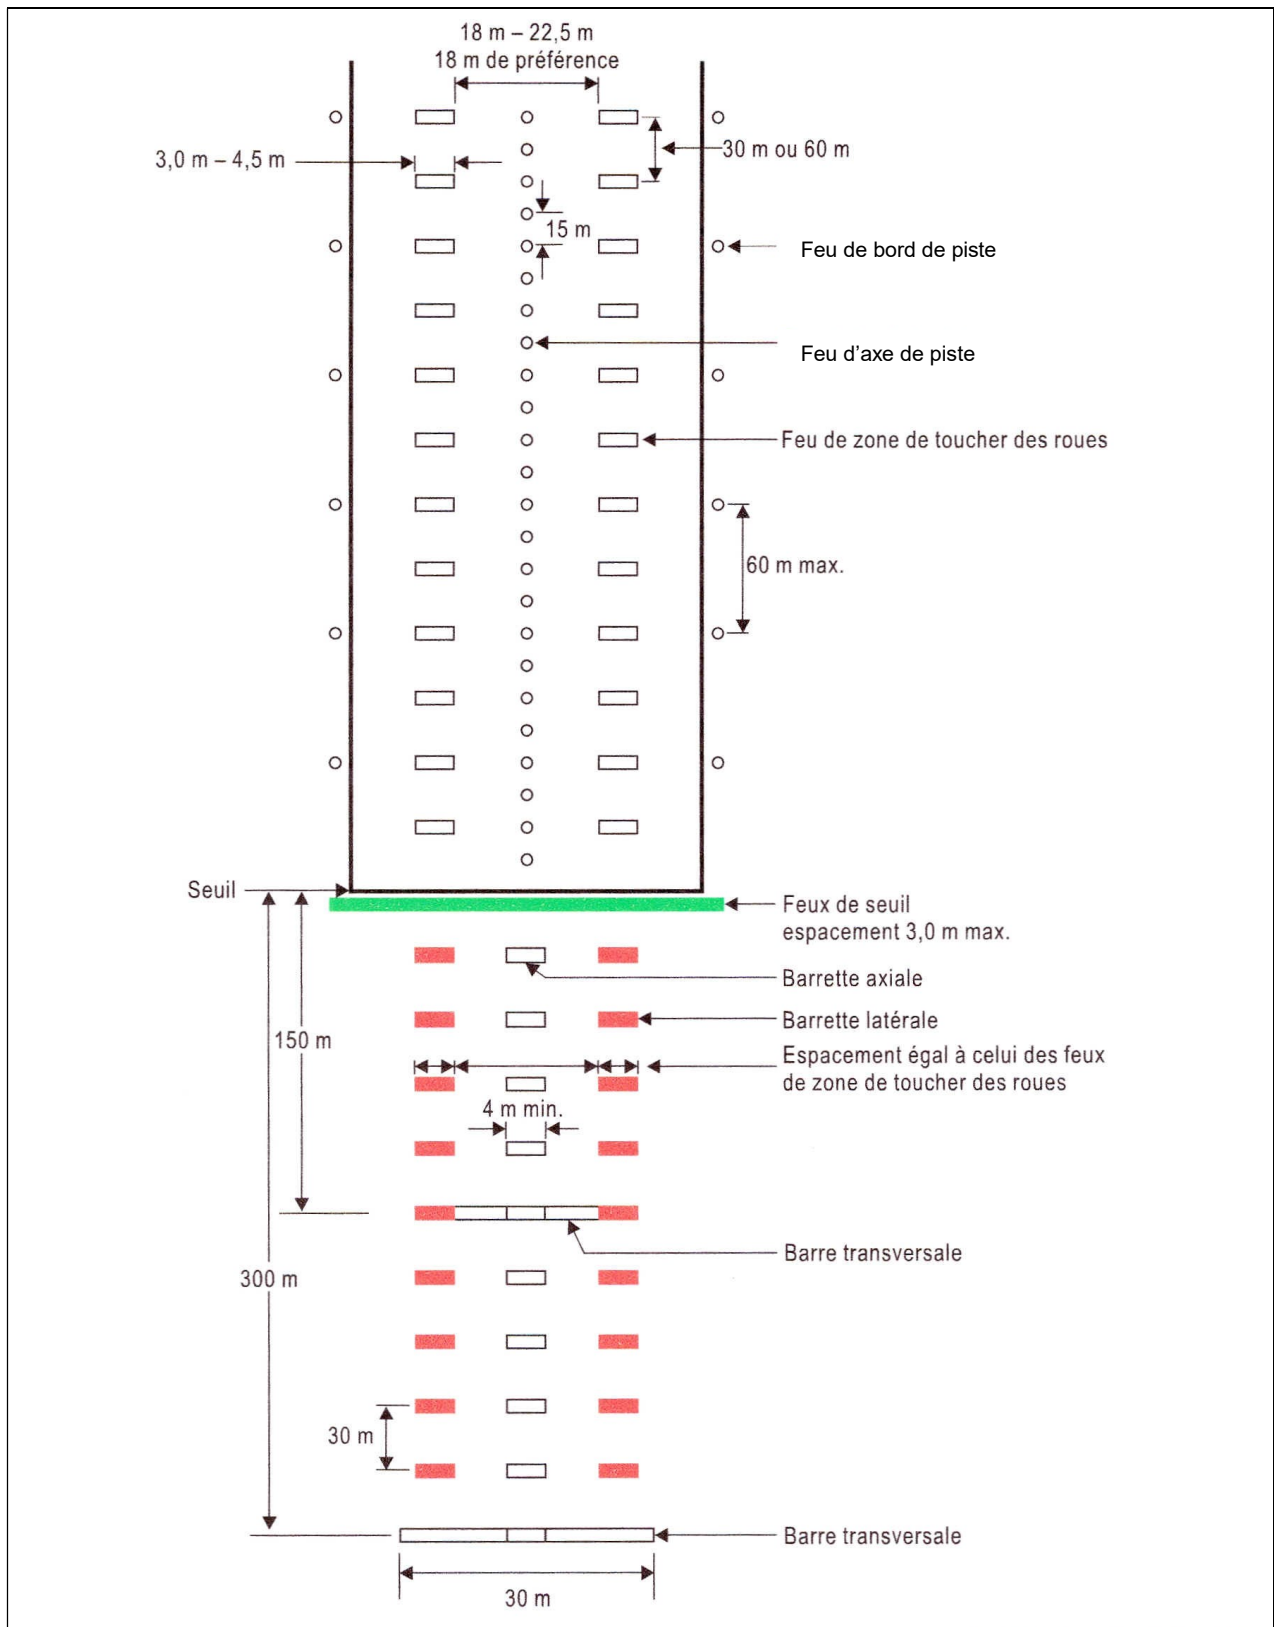 18 m – 22,5 m
18 m de préférence
3,0 m – 4,5 m
30 m ou 60 m
15 m
Feu de bord de piste
Feu d’axe de piste
Feu de zone de toucher des roues
60 m max.
Seuil
Feux de seuil
espacement 3,0 m max.
Barrette axiale
Barrette latérale
150 m
Espacement égal à celui des feux
de zone de toucher des roues
4 m min.
Barre transversale
300 m
30 m
Barre transversale
30 m